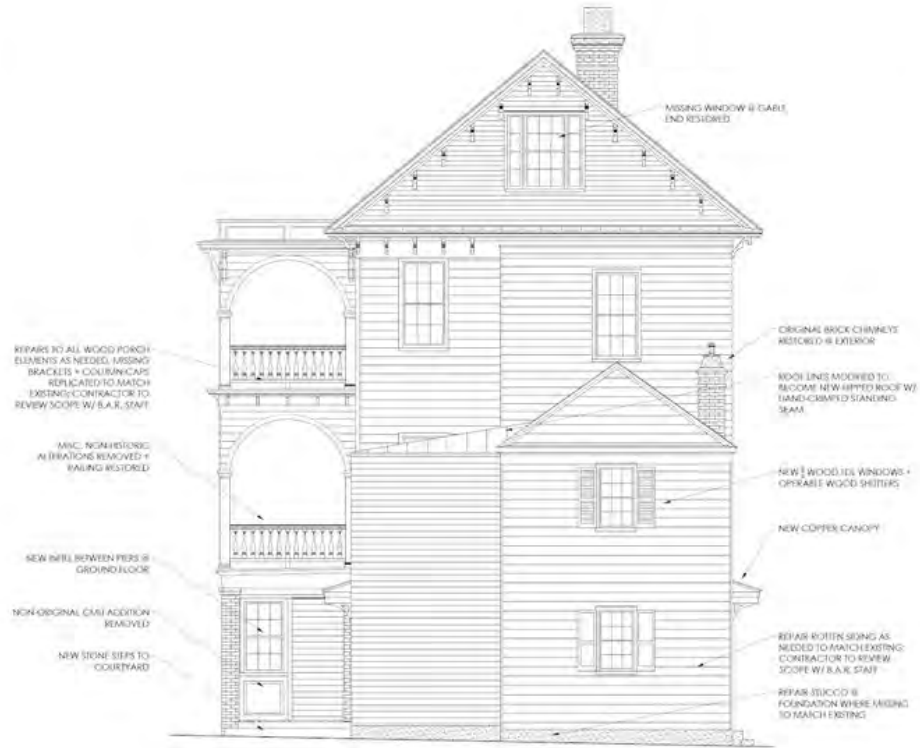 MISSING WINDOW @ GABLE
END RESTORED
REPAIRS TO ALL WOOD PORCH
ELEMENTS AS NEEDED, MISSING
BRACKETS + COLUMN CAPS
REPLICATED TO MATCH
EXISTING; CONTRACTOR TO
REVIEW SCOPE W/ B.A.R. STAFF
MISC. NON-HISTORIC
ALTERATIONS REMOVED +
RAILING RESTORED
NEW INFILL BETWEEN PIERS @
GROUND FLOOR
NON-ORIGINAL CMU ADDITION
REMOVED
NEW STONE STEPS TO
COURTYARD
ORIGINAL BRICK CHIMNEYS
RESTORED @ EXTERIOR
ROOF LINES MODIFIED TO
BECOME NEW HIPPED ROOF W/
HAND-CRIMPED STANDING
SEAM
NEW WOOD TDL WINDOWS +
OPERABLE WOOD SHUTTERS
NEW COPPER CANOPY
REPAIR ROTTEN SIDING AS
NEEDED TO MATCH EXISTING;
CONTRACTOR TO REVIEW
SCOPE W/ B.A.R. STAFF
REPAIR STUCCO @
FOUNDATION WHERE MISSING
TO MATCH EXISTING